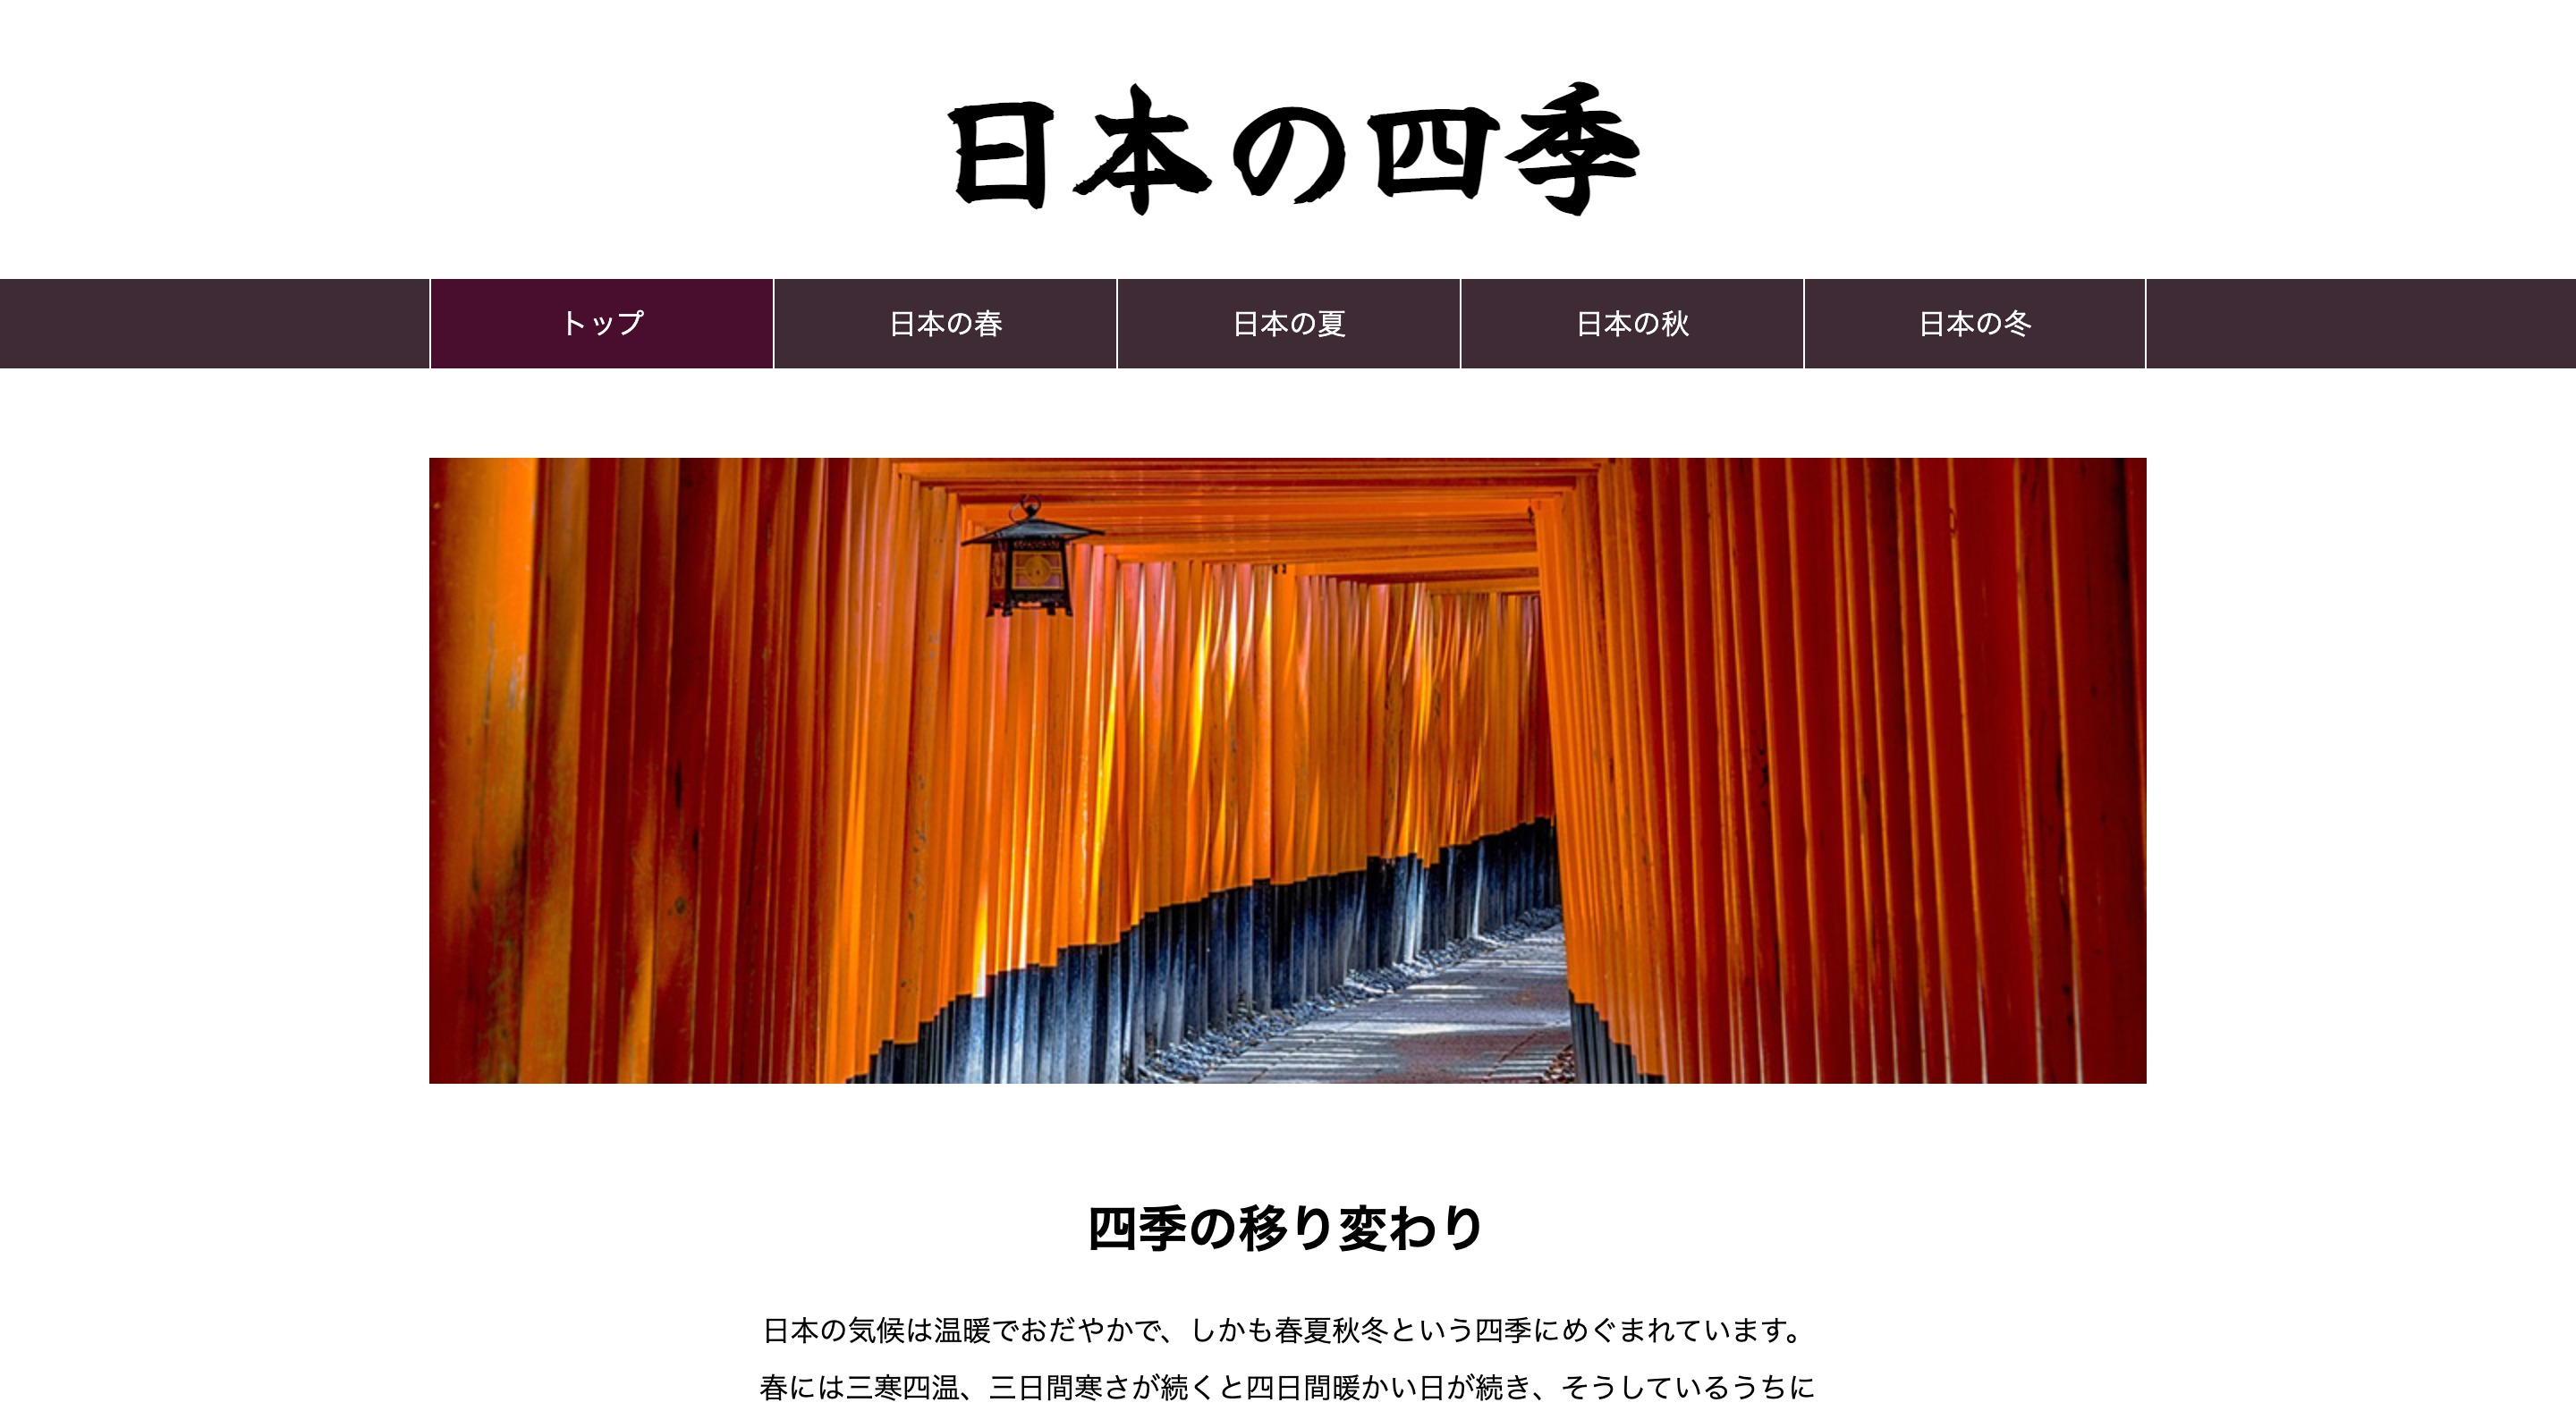 日本の四季
トップ
日本の春
日本の夏
日本の秋
日本の冬
四季の移り変わり
日本の気候は温暖でおだやかで、しかも春夏秋冬という四季にめぐまれています。
春には三寒四温、三日間寒さが続くと四日間暖かい日が続き、そうしているうちに